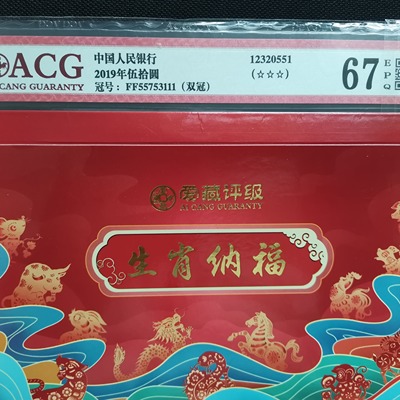 ACG
AI CANG GUARANTY
中国人民银行
2019年伍拾圆
冠号：FF55753111（双冠）
12320551
(☆☆☆)
67
E
P
Q
爱藏评级
AI CANG GUARANTY
生肖纳福